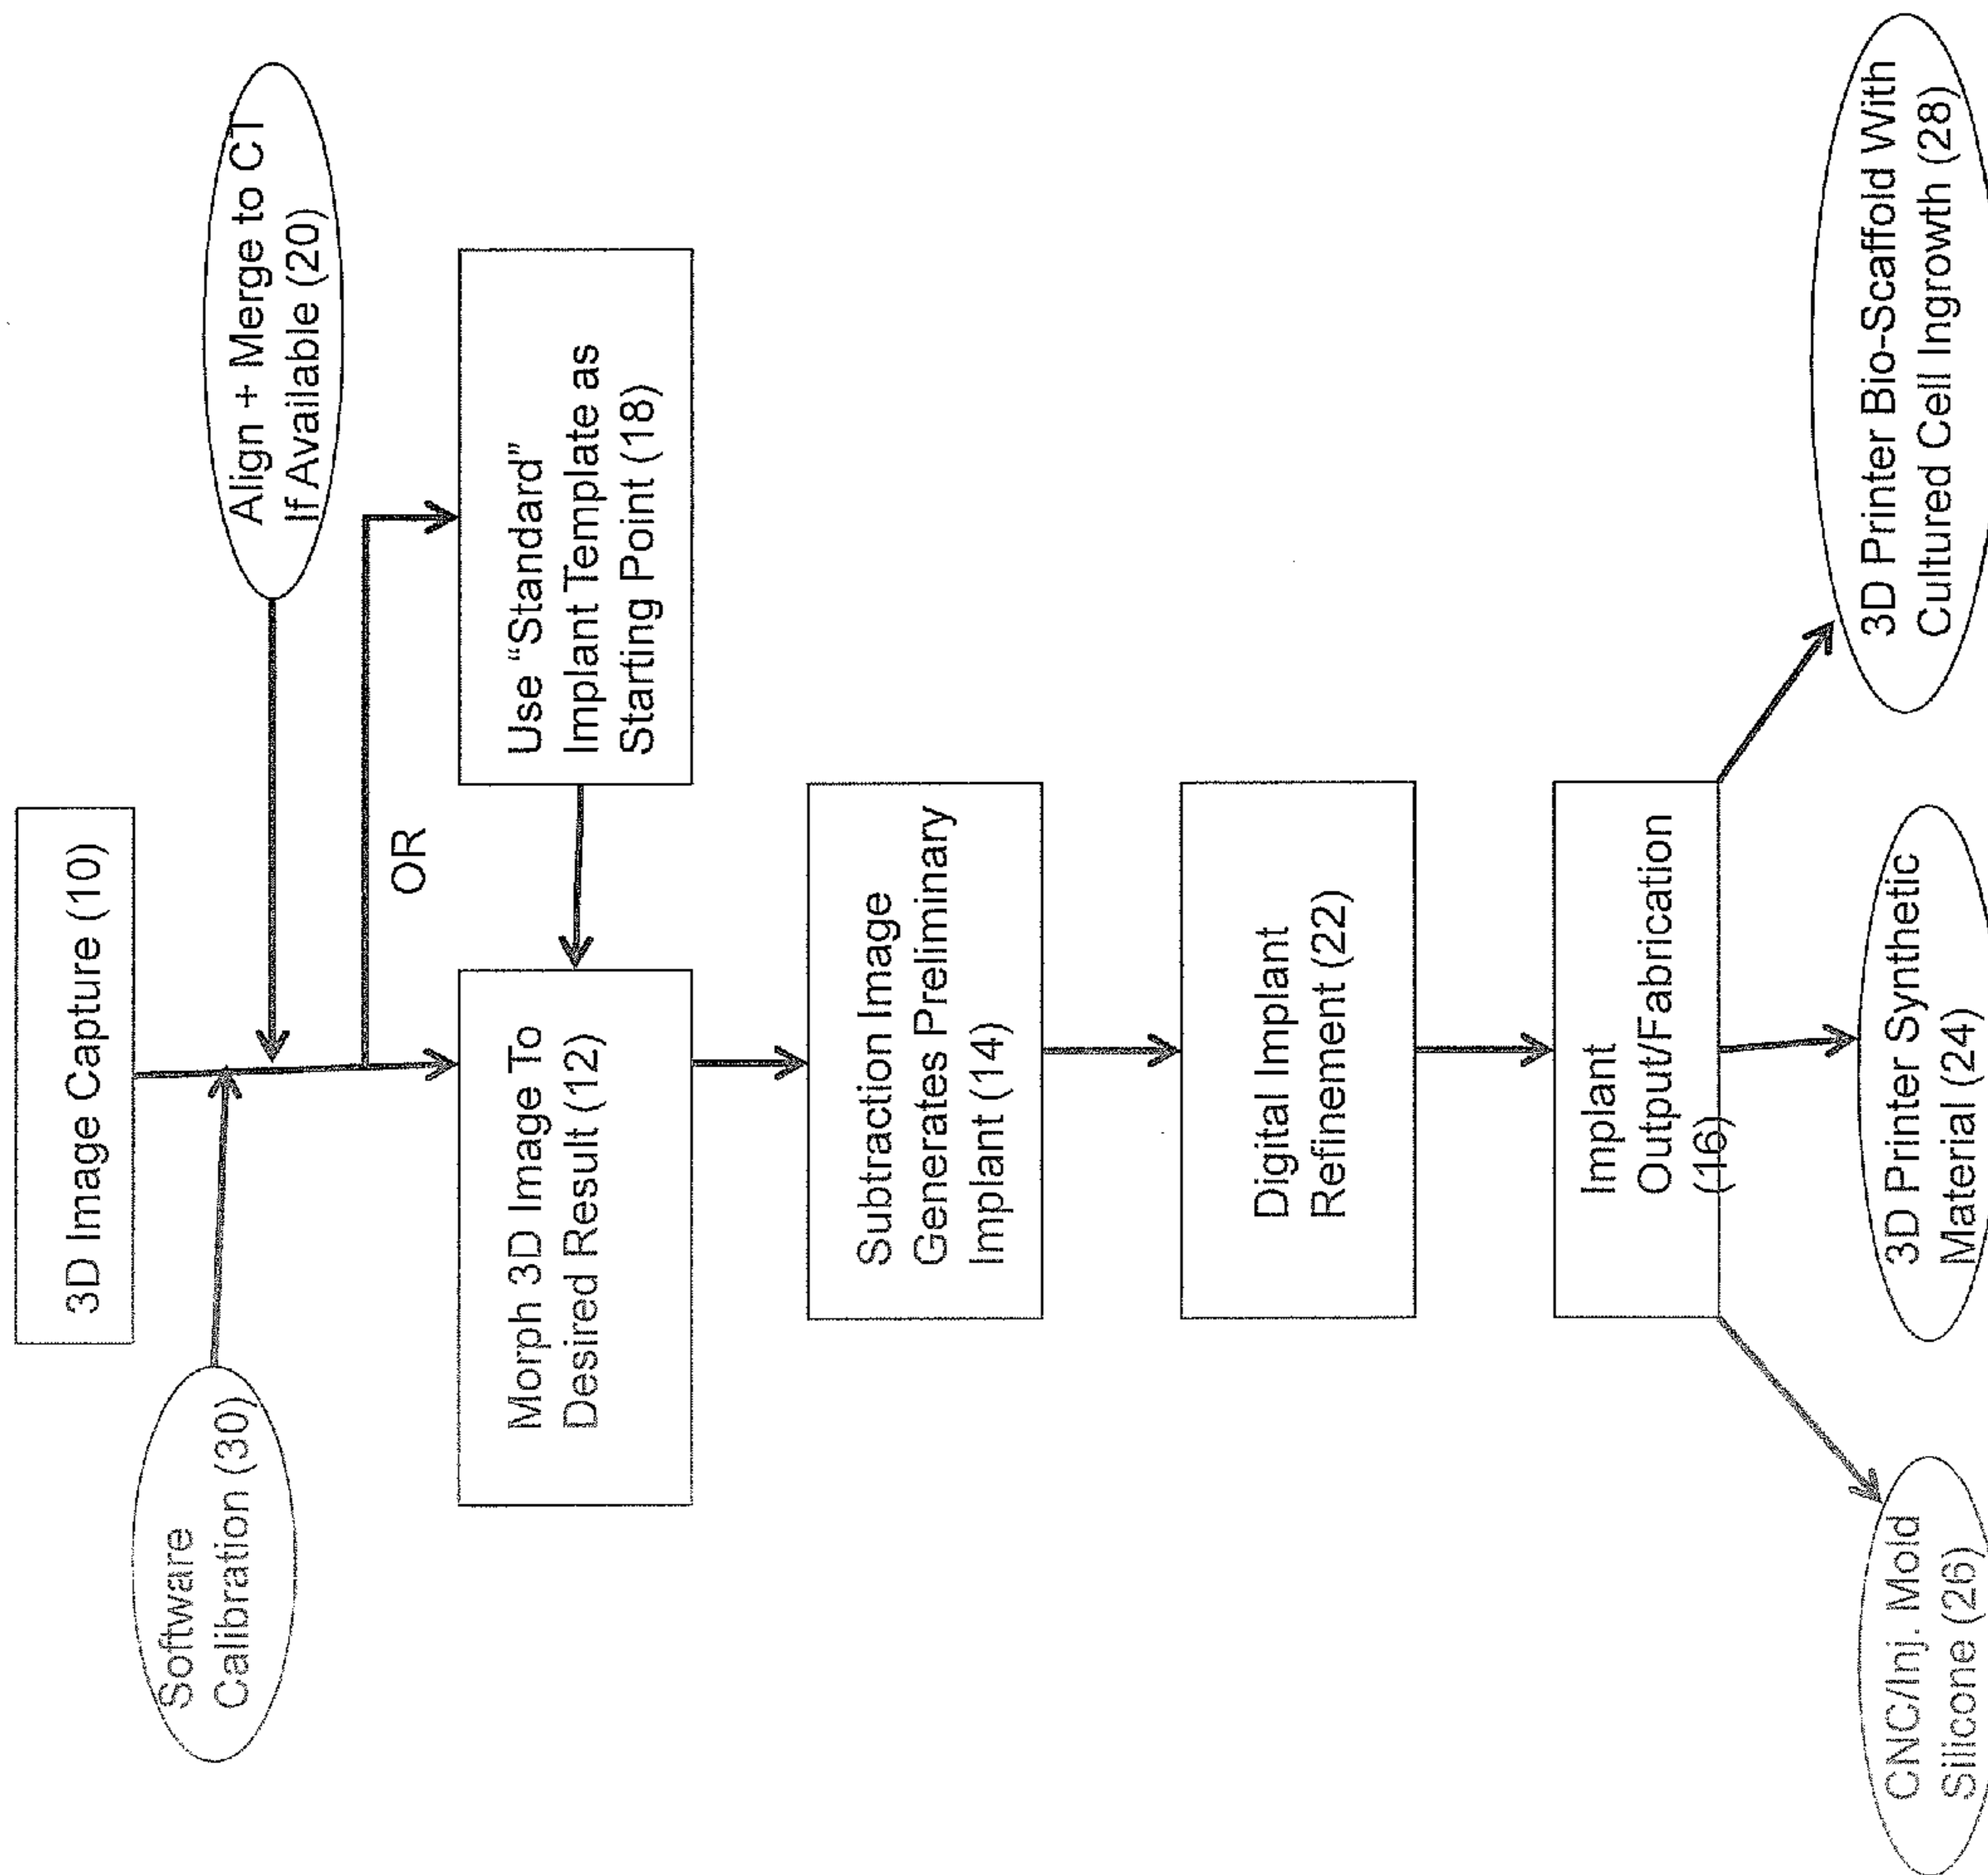 3D Image Capture (10)
Software
Calibration (30)
Align + Merge to CT
If Available (20)
OR
Morph 3D Image To
Desired Result (12)
Use “Standard”
Implant Template as
Starting Point (18)
Subtraction Image
Generates Preliminary
Implant (14)
Digital Implant
Refinement (22)
Implant
Output/Fabrication
(16)
CNC/Inj. Mold
Silicone (26)
3D Printer Synthetic
Material (24)
3D Printer Bio-Scaffold With
Cultured Cell Ingrowth (28)